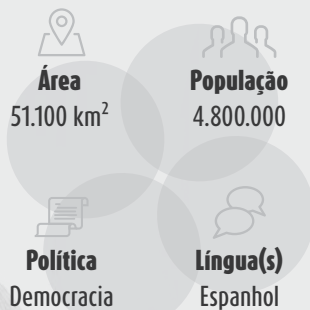 Área
51.100 km²
População
4.800.000
Política
Democracia
Língua(s)
Espanhol